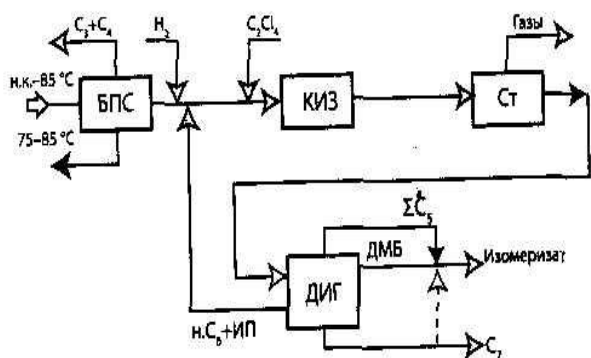 C₃+C₄
H₂
C₂Cl₄
Газы
н.к.–85 °C
БПС
КИЗ
Ст
75–85 °C
ΣC₅
ДМБ
Изомеризат
ДИГ
н.C₆+ИП
C₇